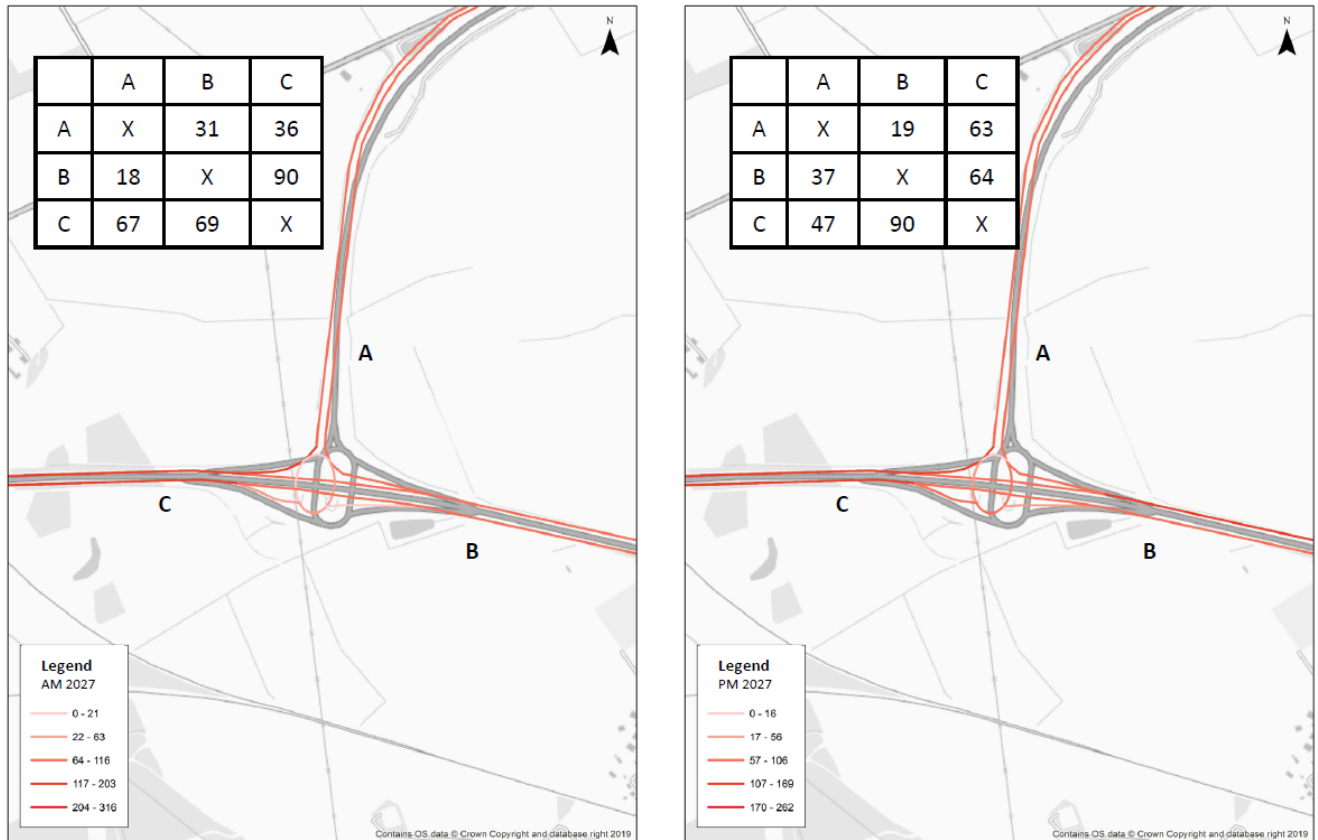 N
A B C
A X 31 36
B 18 X 90
C 67 69 X
A
C
B
Legend
AM 2027
0 - 21
22 - 63
64 - 116
117 - 203
204 - 316
Contains OS data © Crown Copyright and database right 2019
N
A B C
A X 19 63
B 37 X 64
C 47 90 X
A
C
B
Legend
PM 2027
0 - 16
17 - 56
57 - 106
107 - 169
170 - 262
Contains OS data © Crown Copyright and database right 2019